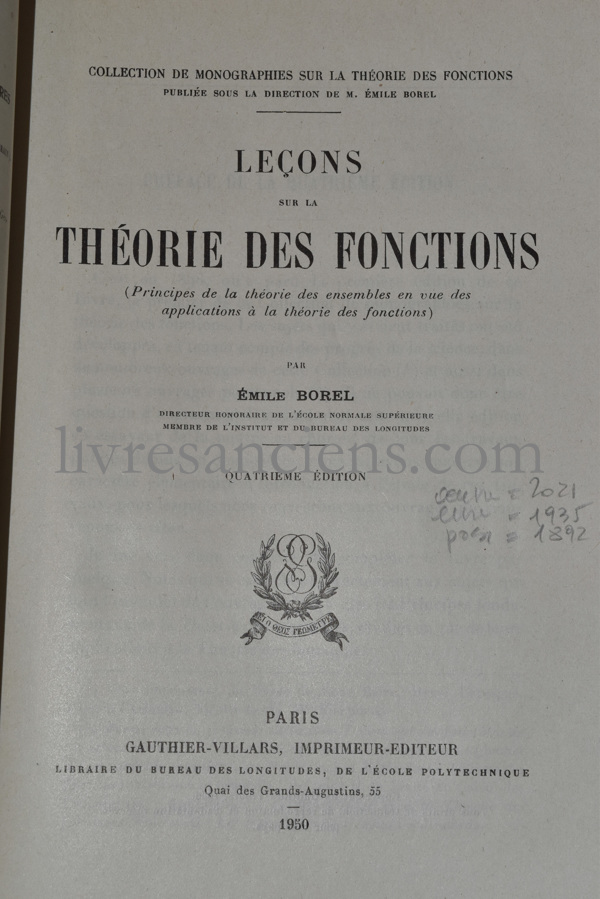 COLLECTION DE MONOGRAPHIES SUR LA THÉORIE DES FONCTIONS
PUBLIÉE SOUS LA DIRECTION DE M. ÉMILE BOREL
LEÇONS
SUR LA
THÉORIE DES FONCTIONS
(Principes de la théorie des ensembles en vue des
applications à la théorie des fonctions)
PAR
ÉMILE BOREL
DIRECTEUR HONORAIRE DE L'ÉCOLE NORMALE SUPÉRIEURE
MEMBRE DE L'INSTITUT ET DU BUREAU DES LONGITUDES
livresanciens.com
QUATRIEME ÉDITION
= 2021
= 1935
= 1892
PARIS
GAUTHIER-VILLARS, IMPRIMEUR-EDITEUR
LIBRAIRE DU BUREAU DES LONGITUDES, DE L'ÉCOLE POLYTECHNIQUE
Quai des Grands-Augustins, 55
1950